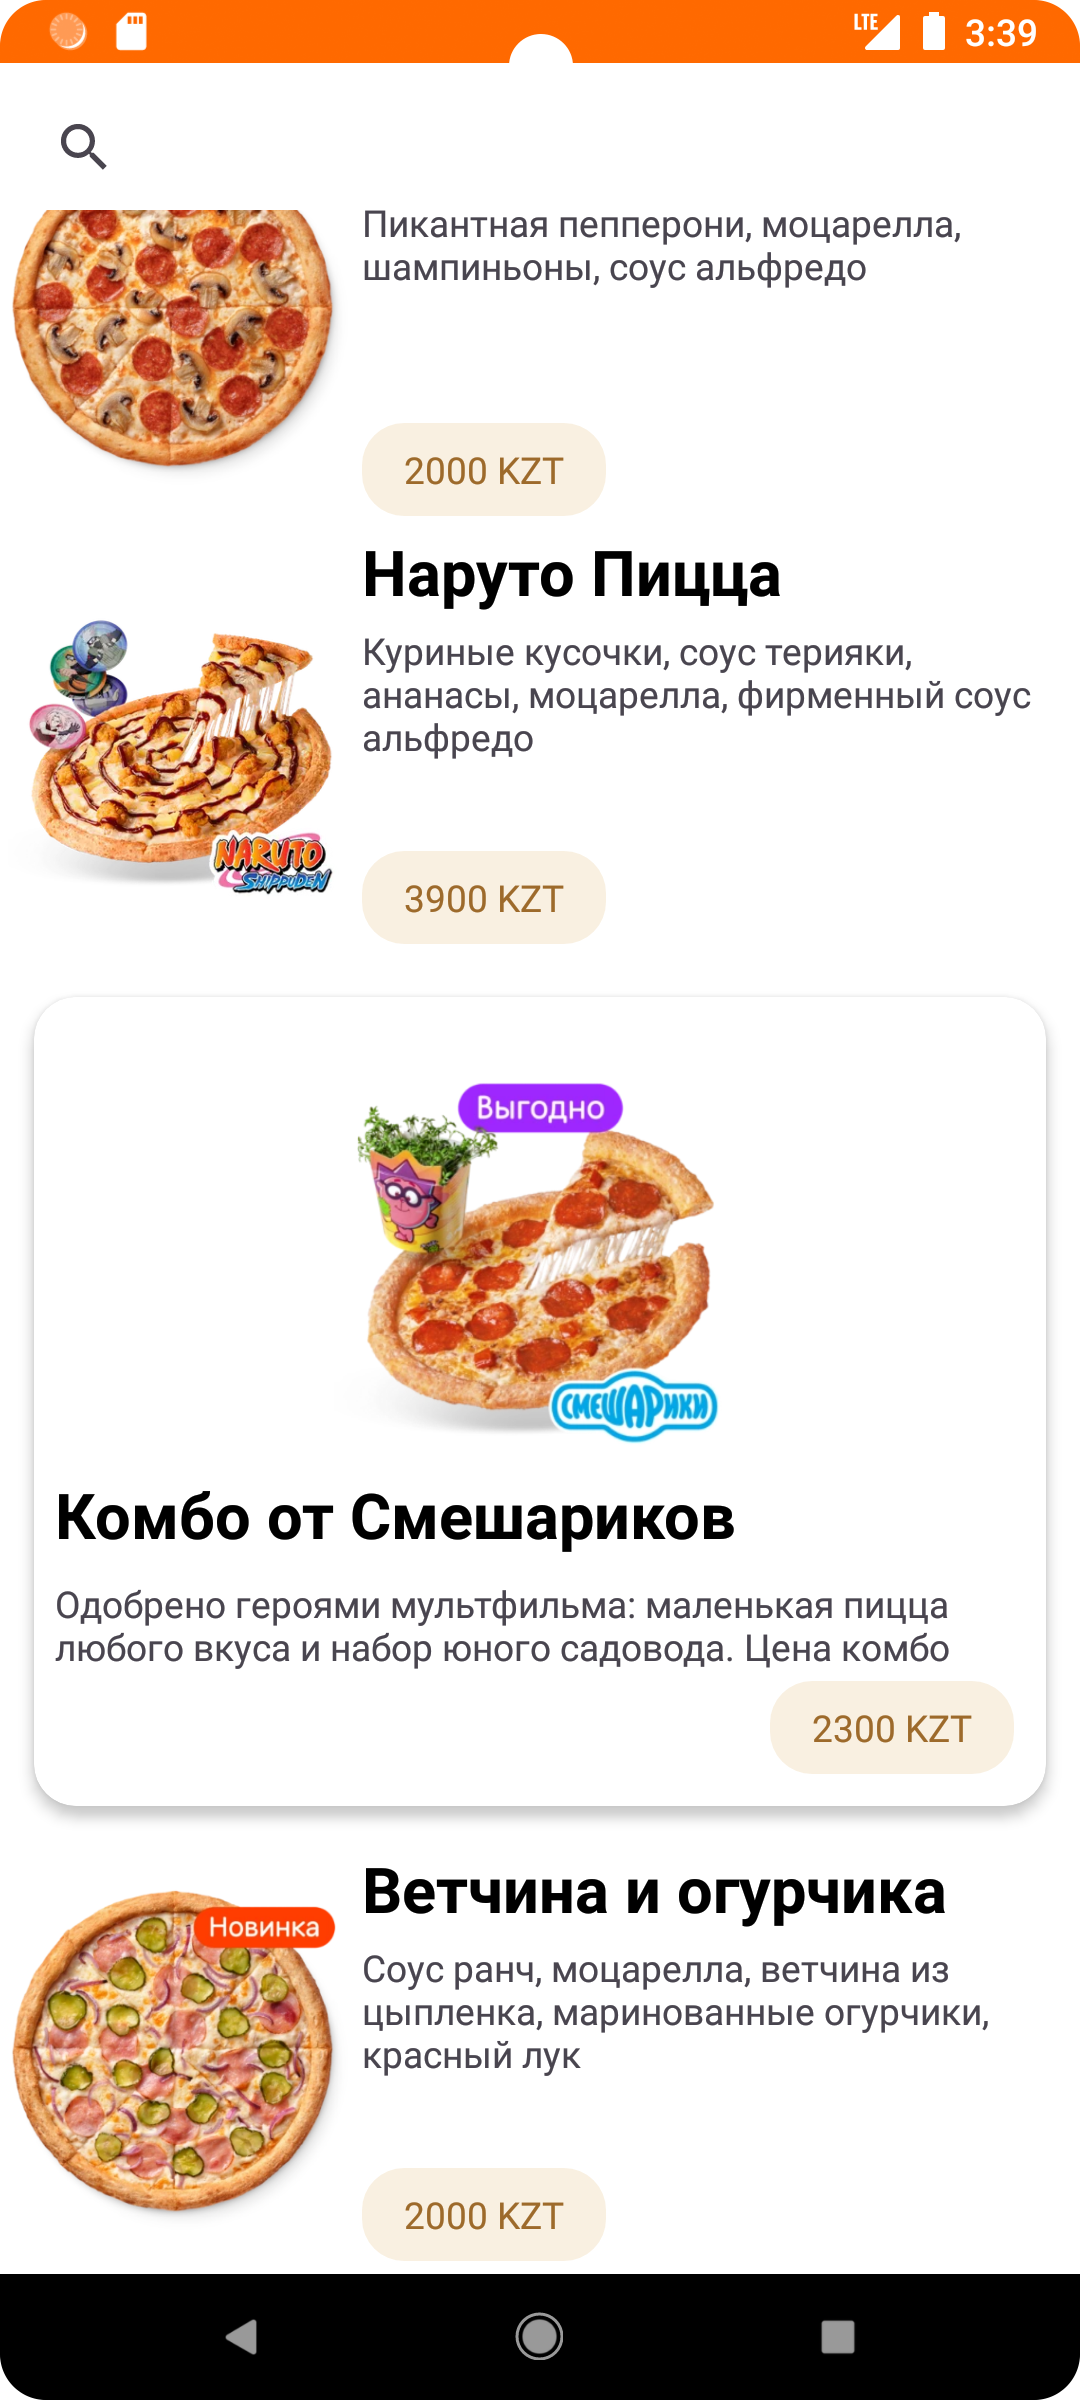 LTE 3:39
Пикантная пепперони, моцарелла,
шампиньоны, соус альфредо
2000 KZT
Наруто Пицца
Куриные кусочки, соус терияки,
ананасы, моцарелла, фирменный соус
альфредо
NARUTO
SHIPPUDEN
3900 KZT
Выгодно
СМЕШАРИКИ
Комбо от Смешариков
Одобрено героями мультфильма: маленькая пицца
любого вкуса и набор юного садовода. Цена комбо
2300 KZT
Ветчина и огурчика
Новинка
Соус ранч, моцарелла, ветчина из
цыпленка, маринованные огурчики,
красный лук
2000 KZT